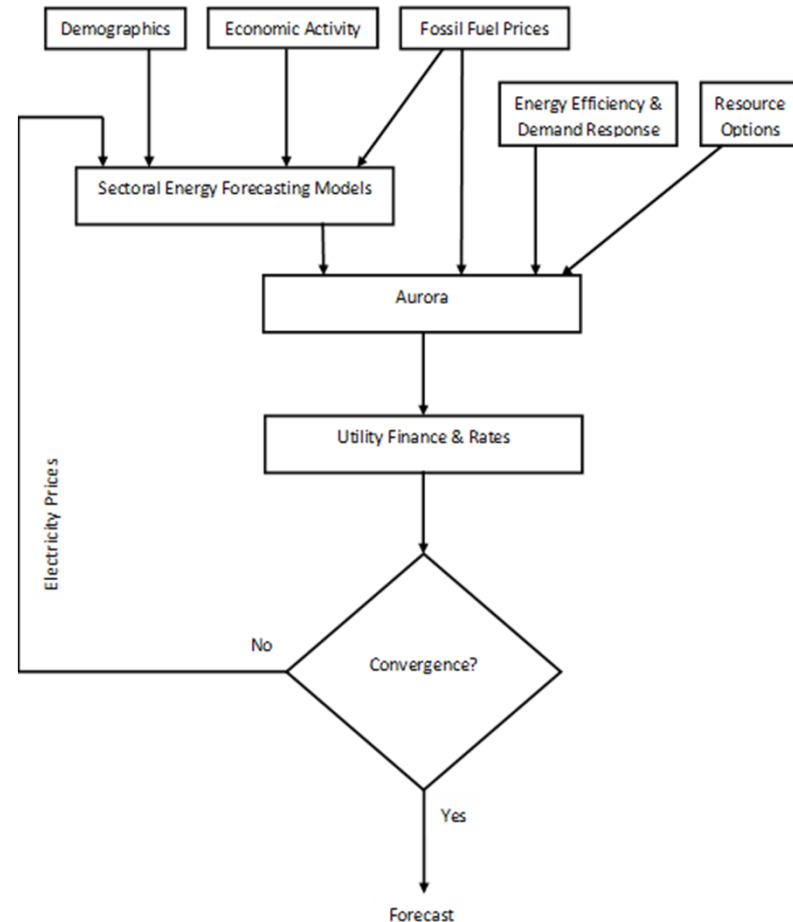 Demographics
Economic Activity
Fossil Fuel Prices
Energy Efficiency &
Demand Response
Resource
Options
Sectoral Energy Forecasting Models
Aurora
Utility Finance & Rates
Electricity Prices
No
Convergence?
Yes
Forecast